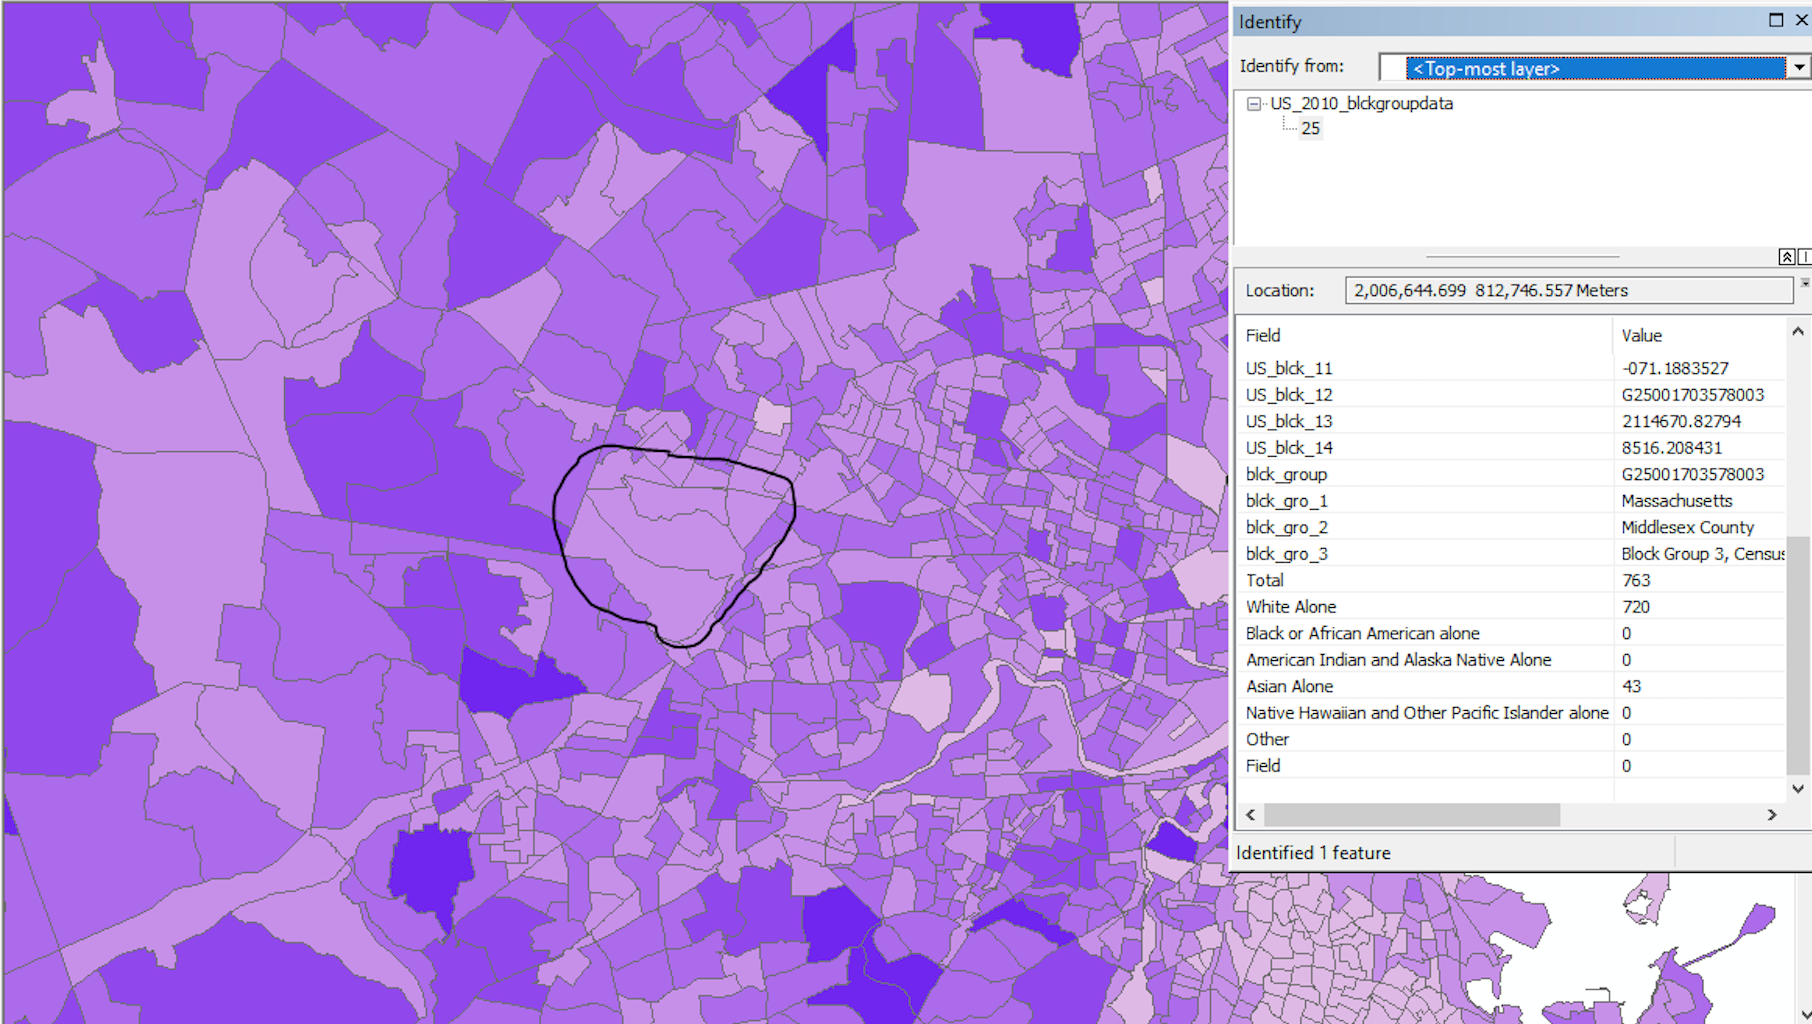 Identify
Identify from: <Top-most layer>
US_2010_blckgroupdata
25
Location: 2,006,644.699 812,746.557 Meters
Field Value
US_blck_11 -071.1883527
US_blck_12 G25001703578003
US_blck_13 2114670.82794
US_blck_14 8516.208431
blck_group G25001703578003
blck_gro_1 Massachusetts
blck_gro_2 Middlesex County
blck_gro_3 Block Group 3, Census
Total 763
White Alone 720
Black or African American alone 0
American Indian and Alaska Native Alone 0
Asian Alone 43
Native Hawaiian and Other Pacific Islander alone 0
Other 0
Field 0
Identified 1 feature